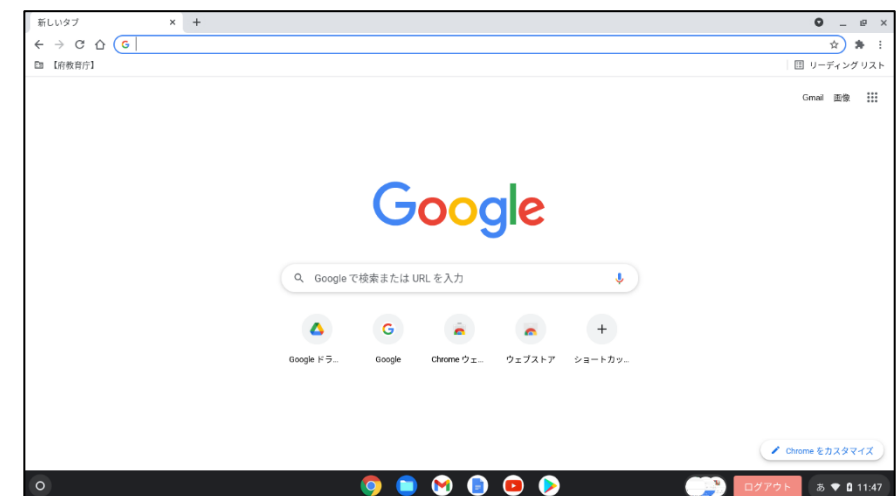 新しいタブ
【府教育庁】
リーディング リスト
Gmail 画像
Google
Google で検索または URL を入力
Google ドラ... Google Chrome ウェ... ウェブストア ショートカッ...
Chrome をカスタマイズ
ログアウト あ 11:47